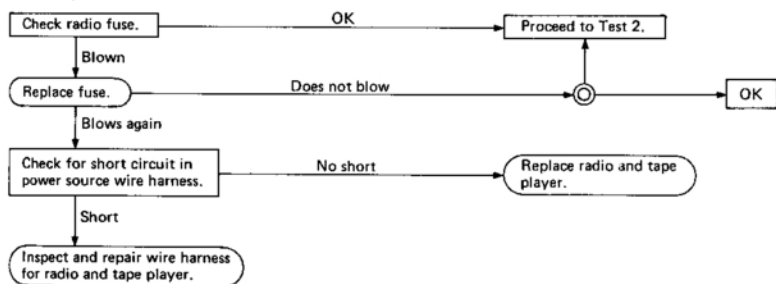 Check radio fuse.
OK
Proceed to Test 2.
Blown
Replace fuse.
Does not blow
OK
Blows again
Check for short circuit in
power source wire harness.
No short
Replace radio and tape
player.
Short
Inspect and repair wire harness
for radio and tape player.